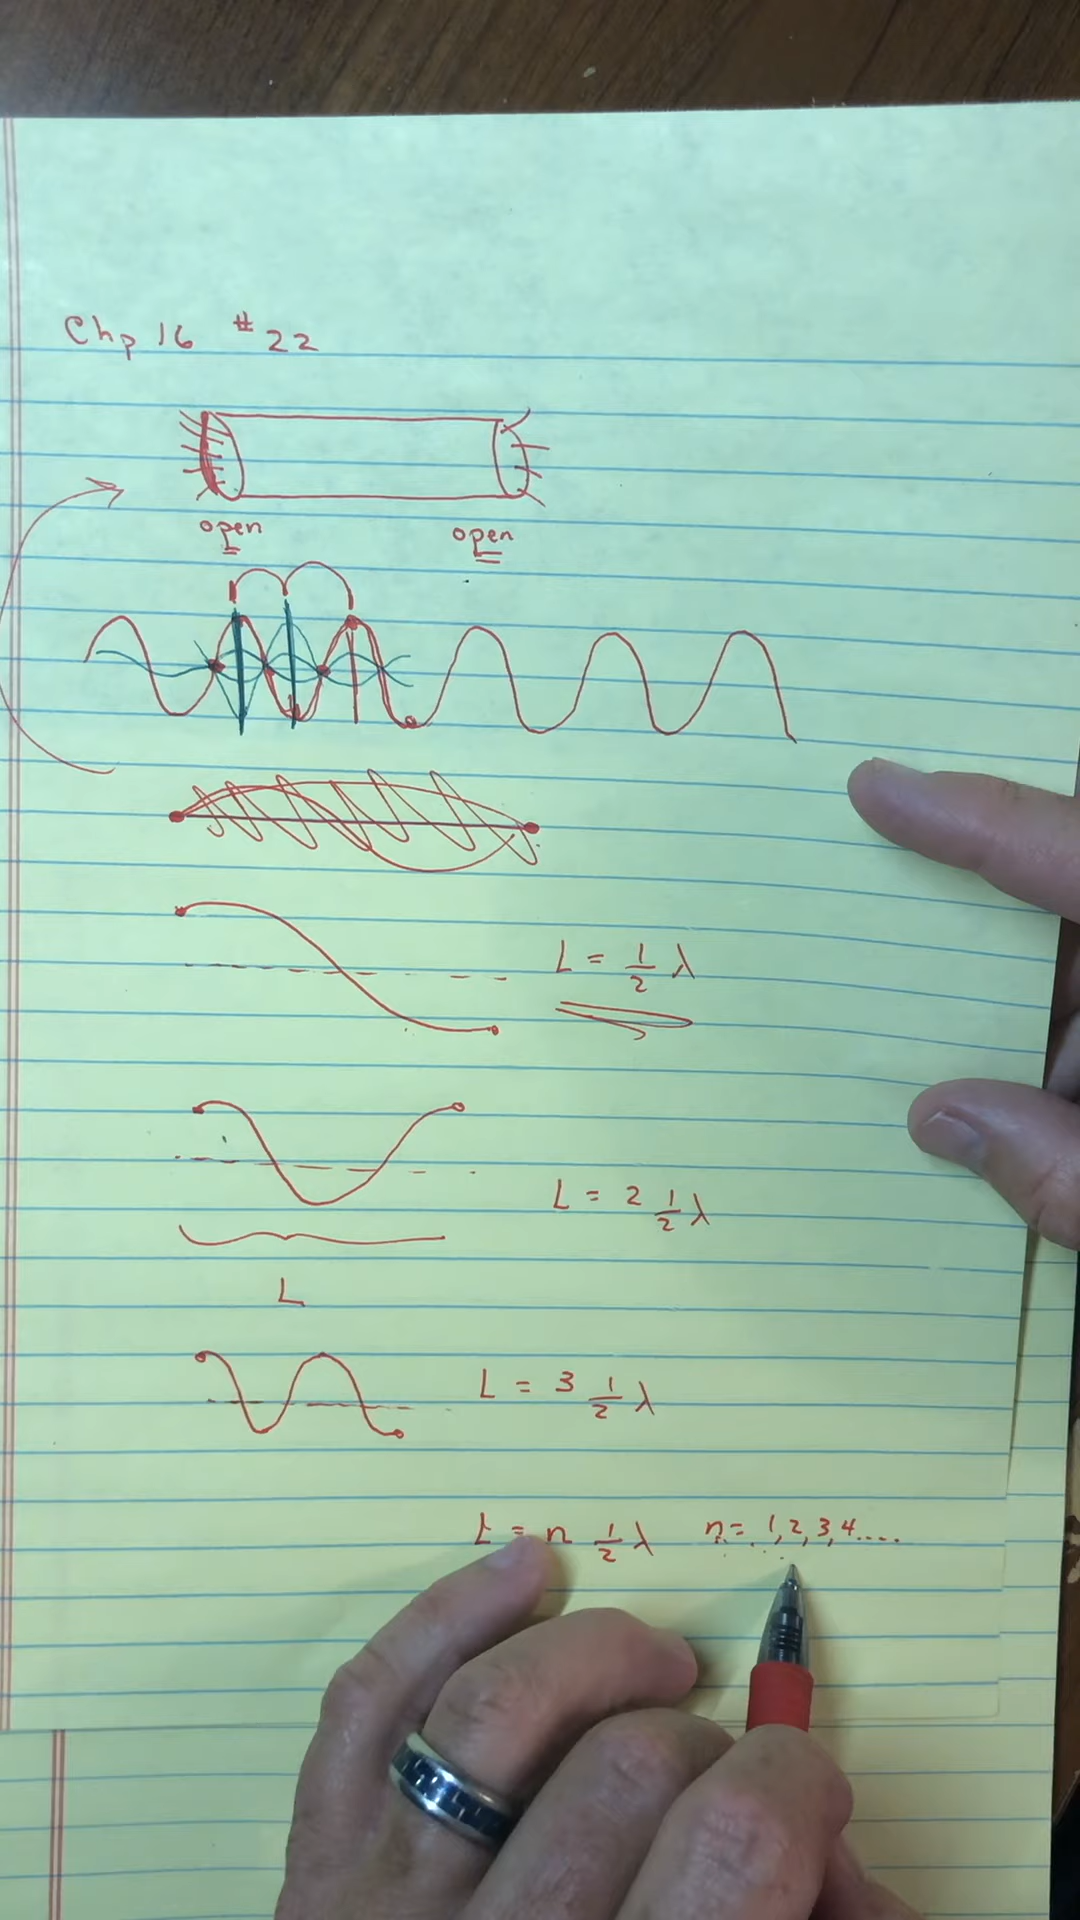 Chp 16 # 22
open open
L = 1/2 λ
L = 2 1/2 λ
L
L = 3 1/2 λ
L = n 1/2 λ n = 1, 2, 3, 4 ....